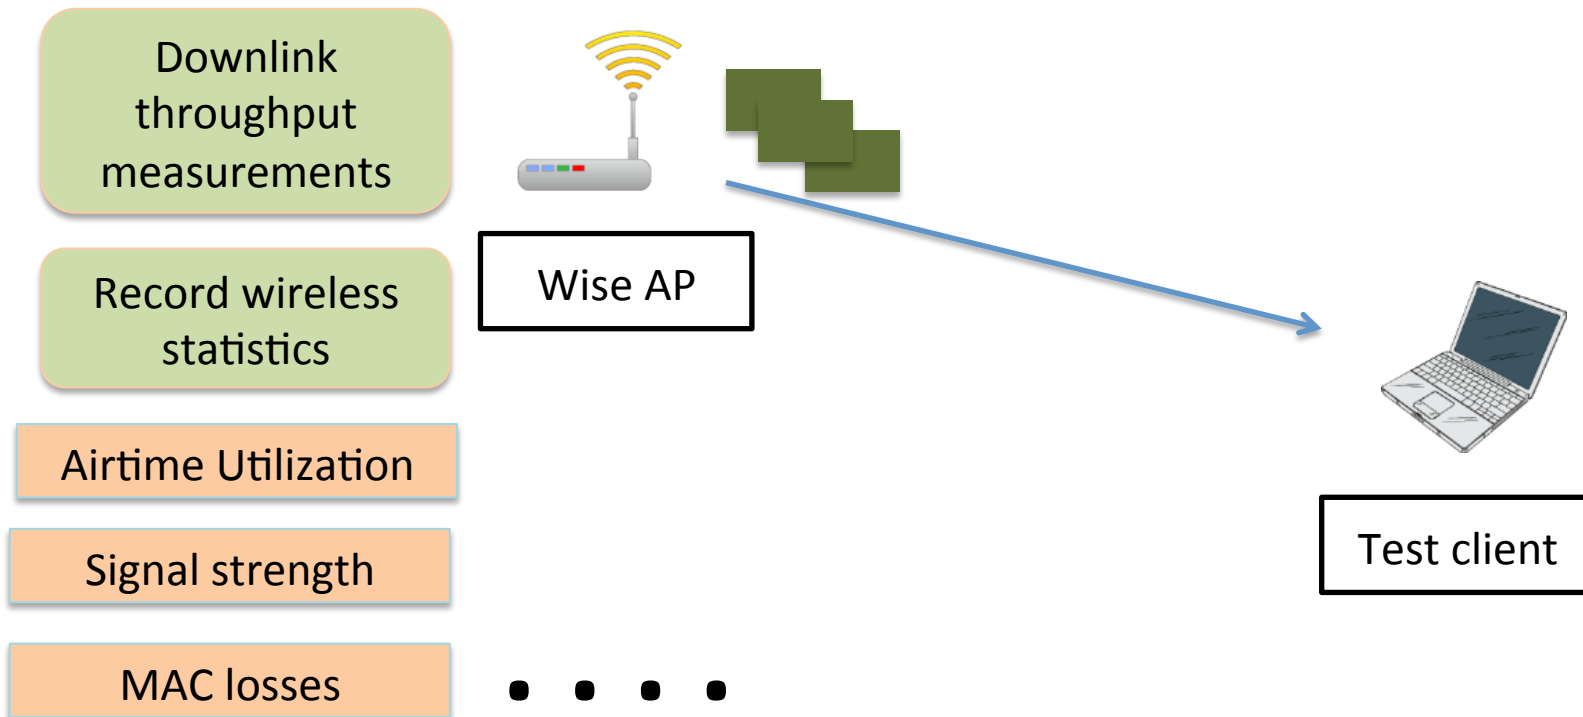 Downlink
throughput
measurements
Wise AP
Record wireless
statistics
Airtime Utilization
Signal strength
Test client
MAC losses
. . . .